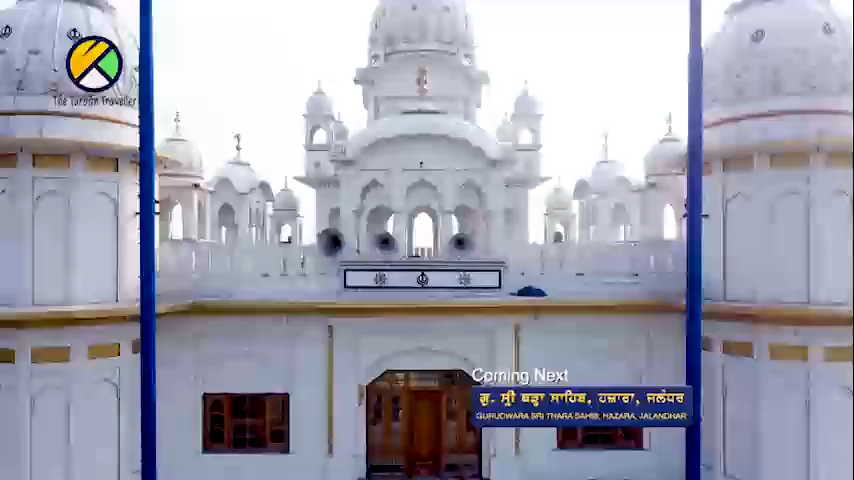 The Turban Traveller
Coming Next
ਗੁ. ਸ੍ਰੀ ਥੜ੍ਹਾ ਸਾਹਿਬ, ਹਜ਼ਾਰਾ, ਜਲੰਧਰ
GURUDWARA SRI THARA SAHIB, HAZARA, JALANDHAR